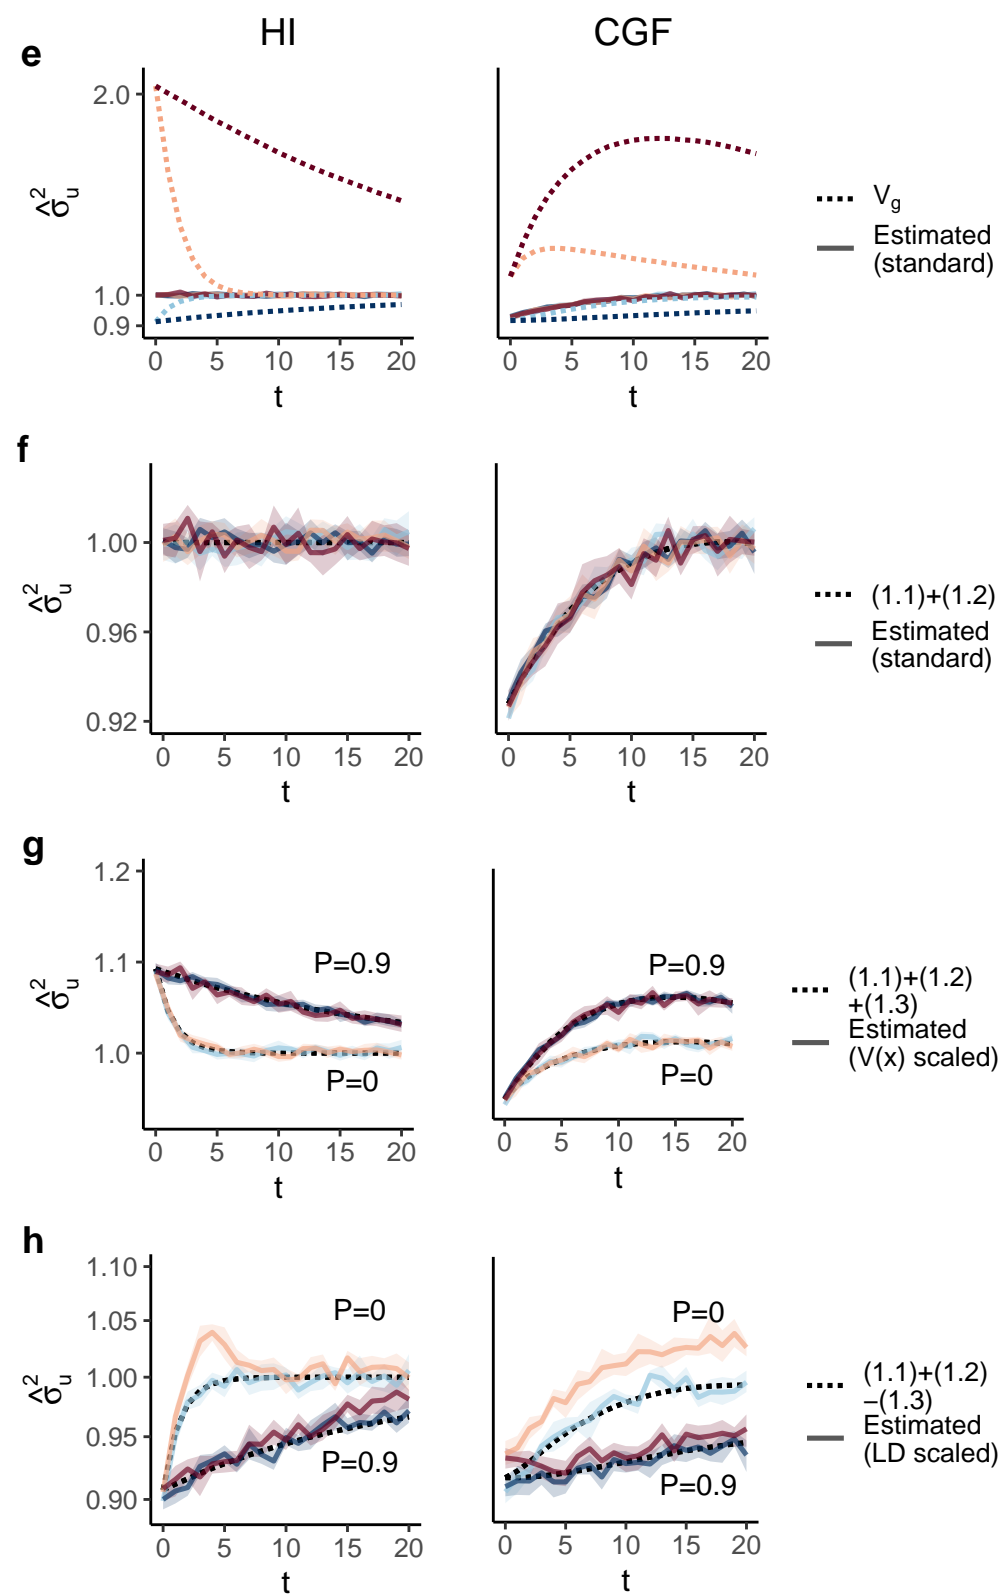 HI
CGF
e
2.0
1.0
0.9
σ̂²u
0 5 10 15 20
t
0 5 10 15 20
t
Vg
Estimated
(standard)
f
1.00
0.96
0.92
σ̂²u
0 5 10 15 20
t
0 5 10 15 20
t
(1.1)+(1.2)
Estimated
(standard)
g
1.2
1.1
1.0
σ̂²u
P=0.9
P=0
0 5 10 15 20
t
P=0.9
P=0
0 5 10 15 20
t
(1.1)+(1.2)
+(1.3)
Estimated
(V(x) scaled)
h
1.10
1.05
1.00
0.95
0.90
σ̂²u
P=0
P=0.9
0 5 10 15 20
t
P=0
P=0.9
0 5 10 15 20
t
(1.1)+(1.2)
−(1.3)
Estimated
(LD scaled)